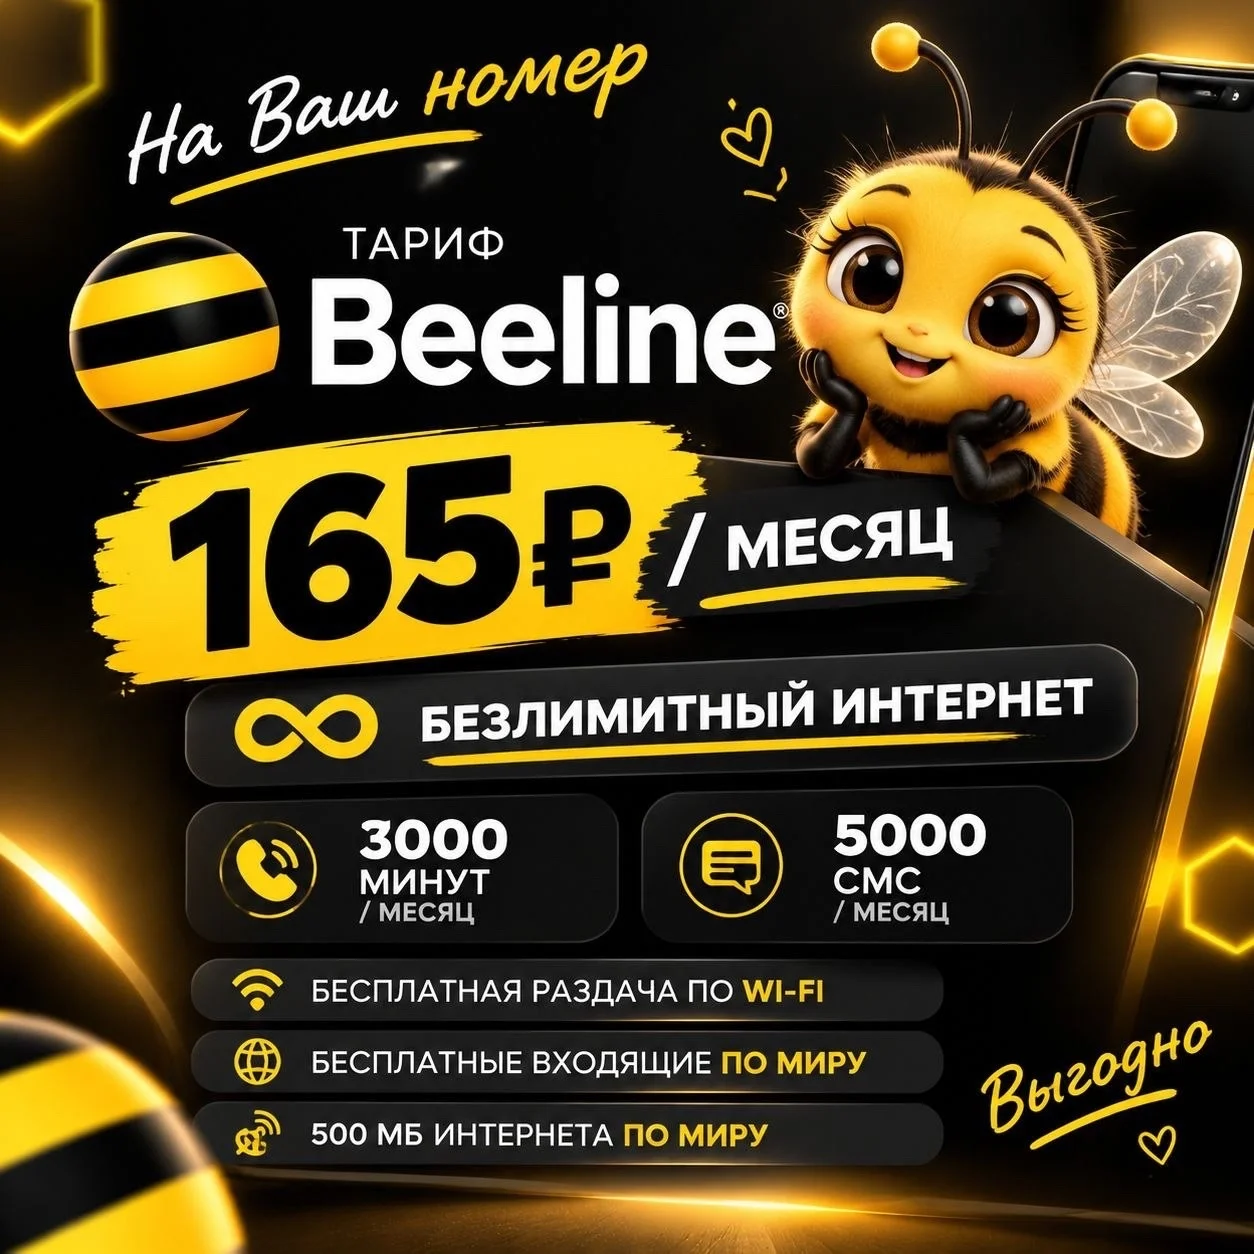 На Ваш номер
ТАРИФ
Beeline®
165₽ / МЕСЯЦ
БЕЗЛИМИТНЫЙ ИНТЕРНЕТ
3000
МИНУТ
/ МЕСЯЦ
5000
СМС
/ МЕСЯЦ
БЕСПЛАТНАЯ РАЗДАЧА ПО WI-FI
БЕСПЛАТНЫЕ ВХОДЯЩИЕ ПО МИРУ
500 МБ ИНТЕРНЕТА ПО МИРУ
Выгодно